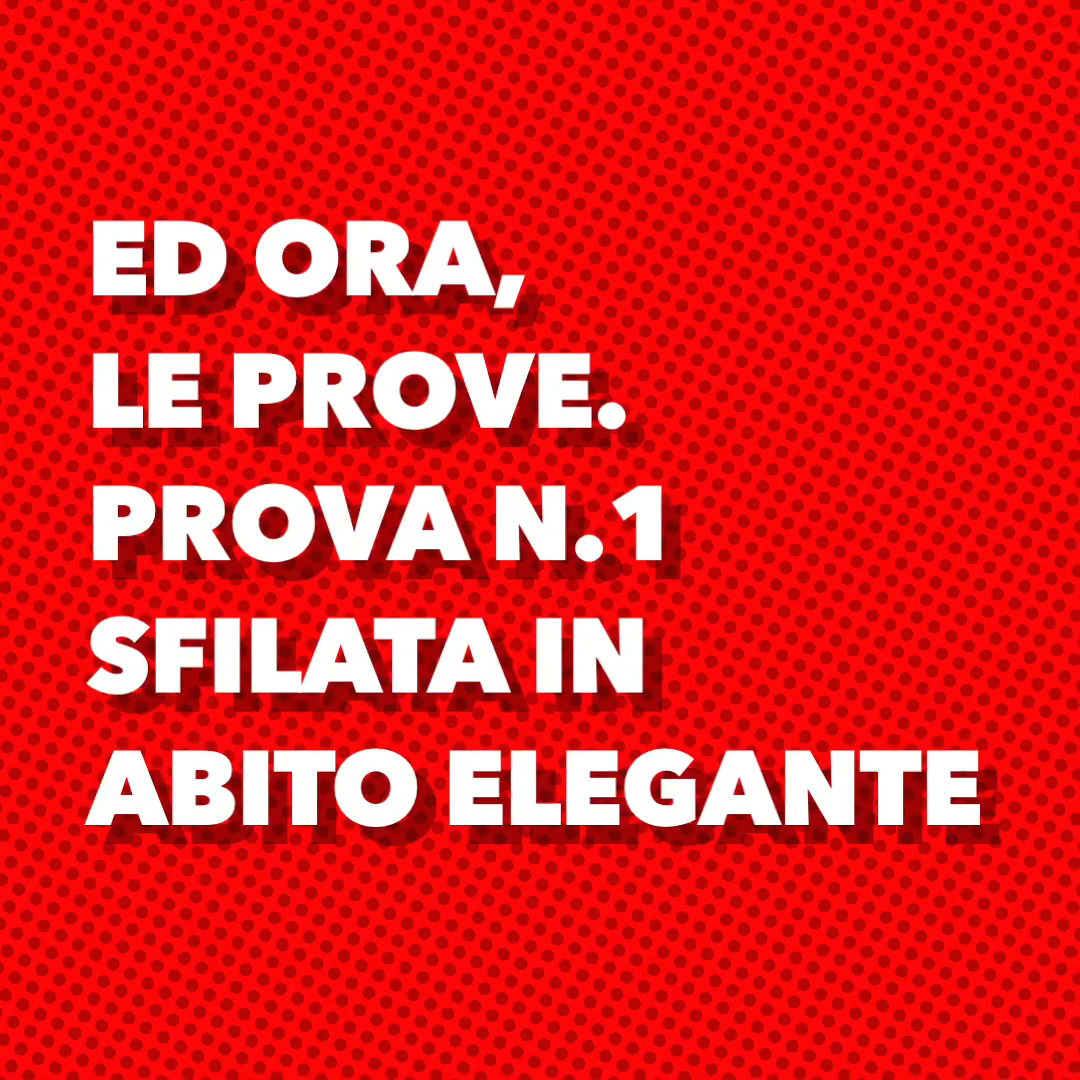 ED ORA,
LE PROVE.
PROVA N.1
SFILATA IN
ABITO ELEGANTE